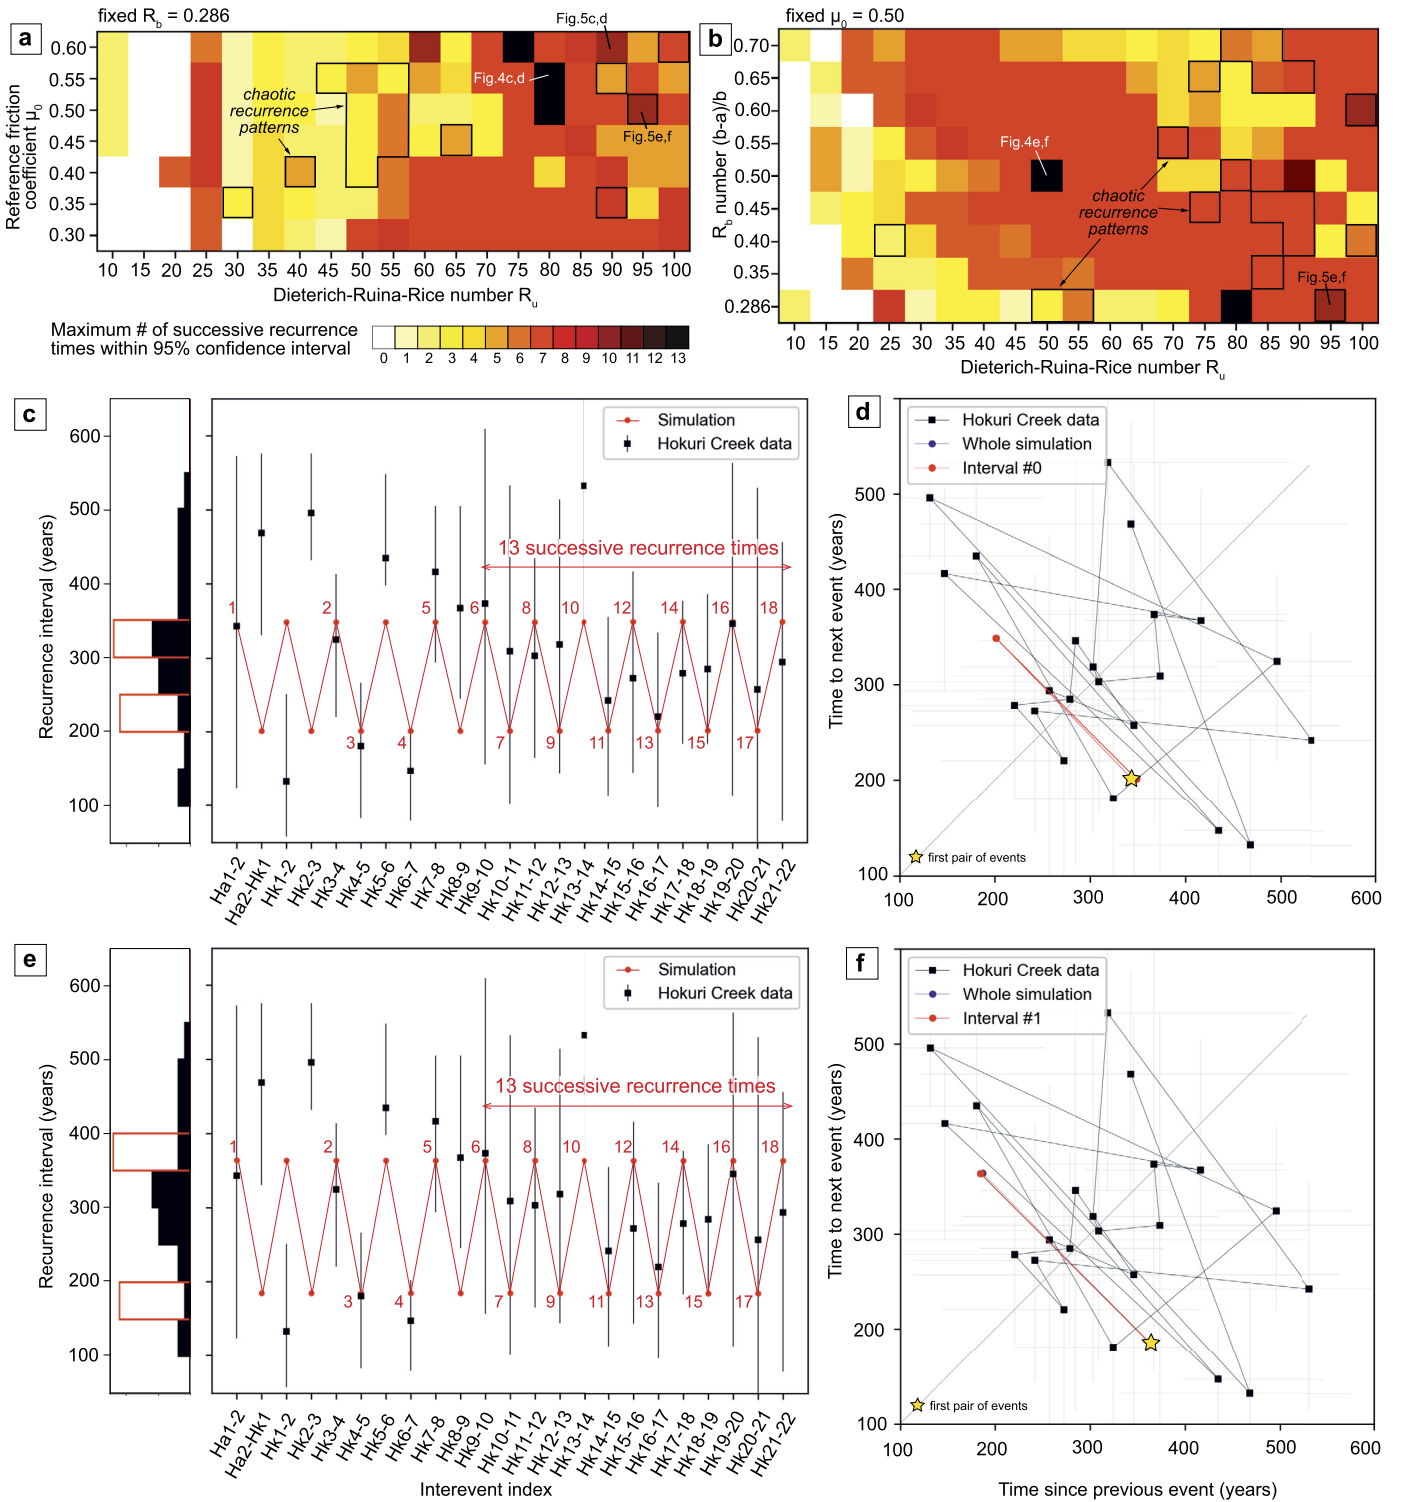 fixed Rb = 0.286
a
Fig.5c,d
Fig.4c,d
Fig.5e,f
chaotic
recurrence
patterns
Reference friction
coefficient μ0
0.60
0.55
0.50
0.45
0.40
0.35
0.30
10 15 20 25 30 35 40 45 50 55 60 65 70 75 80 85 90 95 100
Dieterich-Ruina-Rice number Ru
Maximum # of successive recurrence
times within 95% confidence interval
0 1 2 3 4 5 6 7 8 9 10 11 12 13
fixed μ0 = 0.50
b
Fig.4e,f
chaotic
recurrence
patterns
Fig.5e,f
Rb number (b-a)/b
0.70
0.65
0.60
0.55
0.50
0.45
0.40
0.35
0.286
10 15 20 25 30 35 40 45 50 55 60 65 70 75 80 85 90 95 100
Dieterich-Ruina-Rice number Ru
c
Recurrence interval (years)
600
500
400
300
200
100
Simulation
Hokuri Creek data
13 successive recurrence times
1 2 5 6 8 10 12 14 16 18
3 4 7 9 11 13 15 17
Ha1-2 Ha2-Hk1 Hk1-2 Hk2-3 Hk3-4 Hk4-5 Hk5-6 Hk6-7 Hk7-8 Hk8-9 Hk9-10 Hk10-11 Hk11-12 Hk12-13 Hk13-14 Hk14-15 Hk15-16 Hk16-17 Hk17-18 Hk18-19 Hk19-20 Hk20-21 Hk21-22
d
Time to next event (years)
500
400
300
200
100
Hokuri Creek data
Whole simulation
Interval #0
first pair of events
100 200 300 400 500 600
e
Recurrence interval (years)
600
500
400
300
200
100
Simulation
Hokuri Creek data
13 successive recurrence times
1 2 5 6 8 10 12 14 16 18
3 4 7 9 11 13 15 17
Ha1-2 Ha2-Hk1 Hk1-2 Hk2-3 Hk3-4 Hk4-5 Hk5-6 Hk6-7 Hk7-8 Hk8-9 Hk9-10 Hk10-11 Hk11-12 Hk12-13 Hk13-14 Hk14-15 Hk15-16 Hk16-17 Hk17-18 Hk18-19 Hk19-20 Hk20-21 Hk21-22
Interevent index
f
Time to next event (years)
500
400
300
200
100
Hokuri Creek data
Whole simulation
Interval #1
first pair of events
100 200 300 400 500 600
Time since previous event (years)